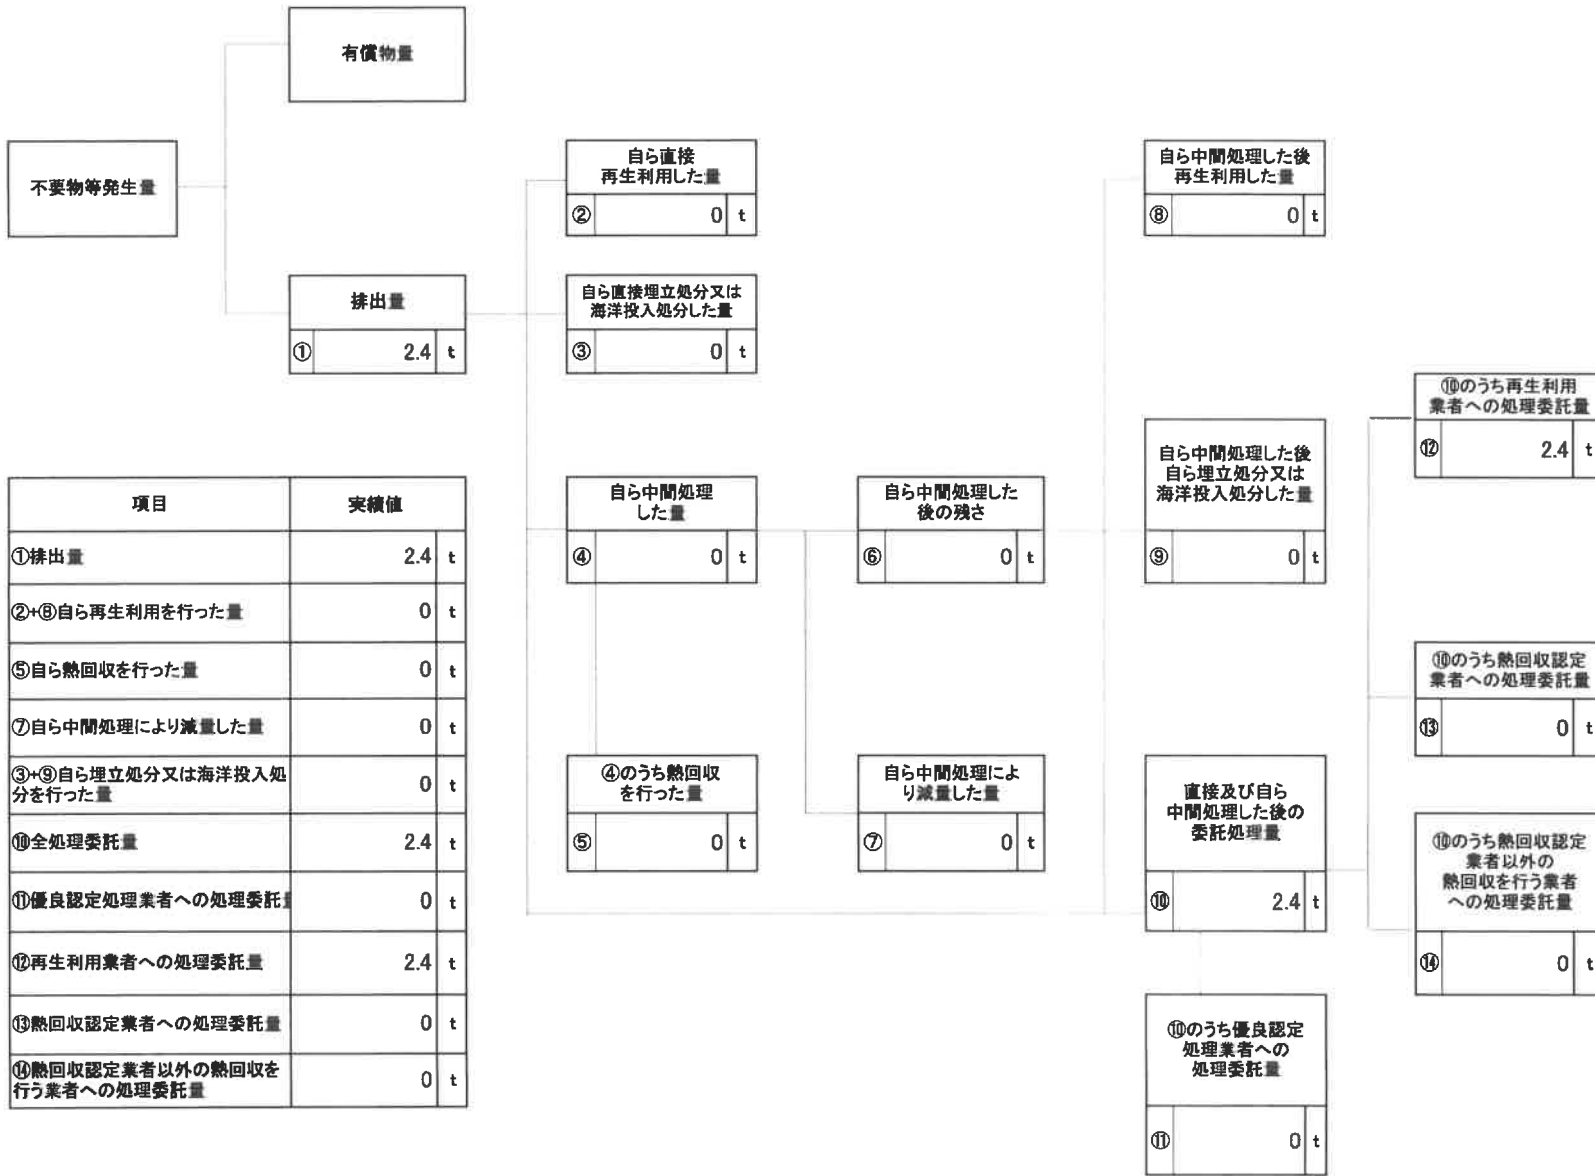 有償物量
不要物等発生量
排出量
① 2.4 t
自ら直接
再生利用した量
② 0 t
自ら直接埋立処分又は
海洋投入処分した量
③ 0 t
自ら中間処理
した量
④ 0 t
④のうち熱回収
を行った量
⑤ 0 t
自ら中間処理した
後の残さ
⑥ 0 t
自ら中間処理によ
り減量した量
⑦ 0 t
自ら中間処理した後
再生利用した量
⑧ 0 t
自ら中間処理した後
自ら埋立処分又は
海洋投入処分した量
⑨ 0 t
直接及び自ら
中間処理した後の
委託処理量
⑩ 2.4 t
⑩のうち優良認定
処理業者への
処理委託量
⑪ 0 t
⑩のうち再生利用
業者への処理委託量
⑫ 2.4 t
⑩のうち熱回収認定
業者への処理委託量
⑬ 0 t
⑩のうち熱回収認定
業者以外の
熱回収を行う業者
への処理委託量
⑭ 0 t
項目 実績値
①排出量 2.4 t
②+⑧自ら再生利用を行った量 0 t
⑤自ら熱回収を行った量 0 t
⑦自ら中間処理により減量した量 0 t
③+⑨自ら埋立処分又は海洋投入処
分を行った量 0 t
⑩全処理委託量 2.4 t
⑪優良認定処理業者への処理委託 0 t
⑫再生利用業者への処理委託量 2.4 t
⑬熱回収認定業者への処理委託量 0 t
⑭熱回収認定業者以外の熱回収を
行う業者への処理委託量 0 t